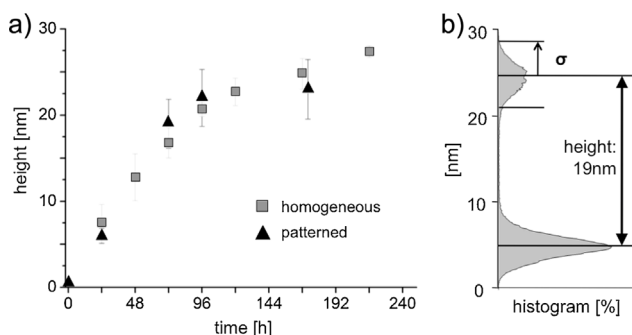 a)
30
20
10
0
height [nm]
homogeneous
patterned
0 48 96 144 192 240
time [h]
b)
30
20
10
0
[nm]
σ
height:
19nm
histogram [%]